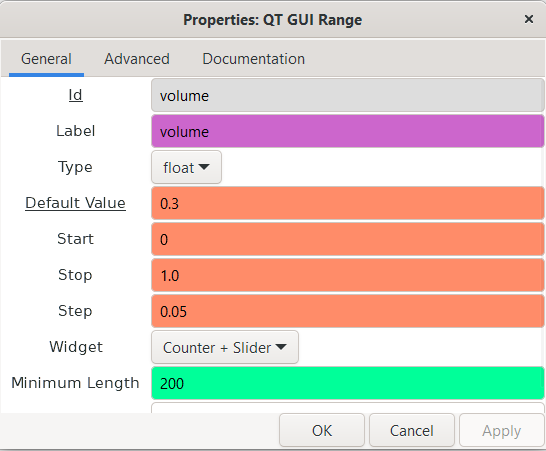 Properties: QT GUI Range ×
General Advanced Documentation
Id volume
Label volume
Type float
Default Value 0.3
Start 0
Stop 1.0
Step 0.05
Widget Counter + Slider
Minimum Length 200
OK Cancel Apply